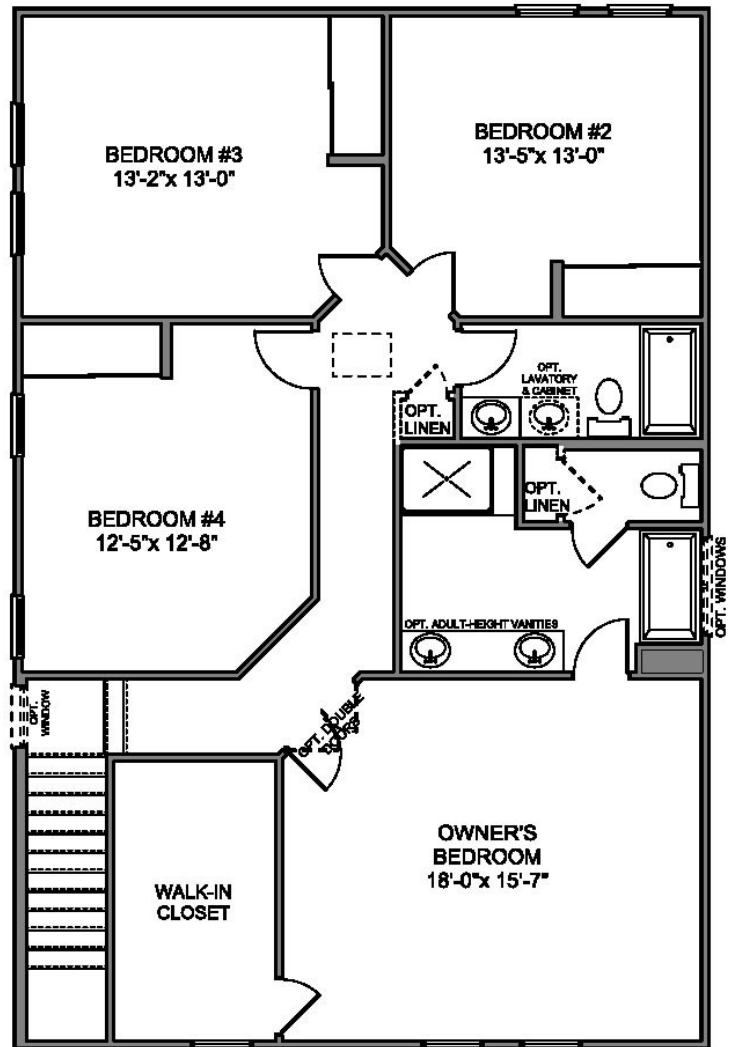 BEDROOM #3
13'-2"x 13'-0"
BEDROOM #2
13'-5"x 13'-0"
OPT.
LAVATORY
& CABINET
OPT.
LINEN
BEDROOM #4
12'-5"x 12'-8"
OPT.
LINEN
OPT. WINDOWS
OPT. ADULT-HEIGHT VANITIES
OPT.
WINDOW
OPT. DOUBLE
DOORS
OWNER'S
BEDROOM
18'-0"x 15'-7"
WALK-IN
CLOSET